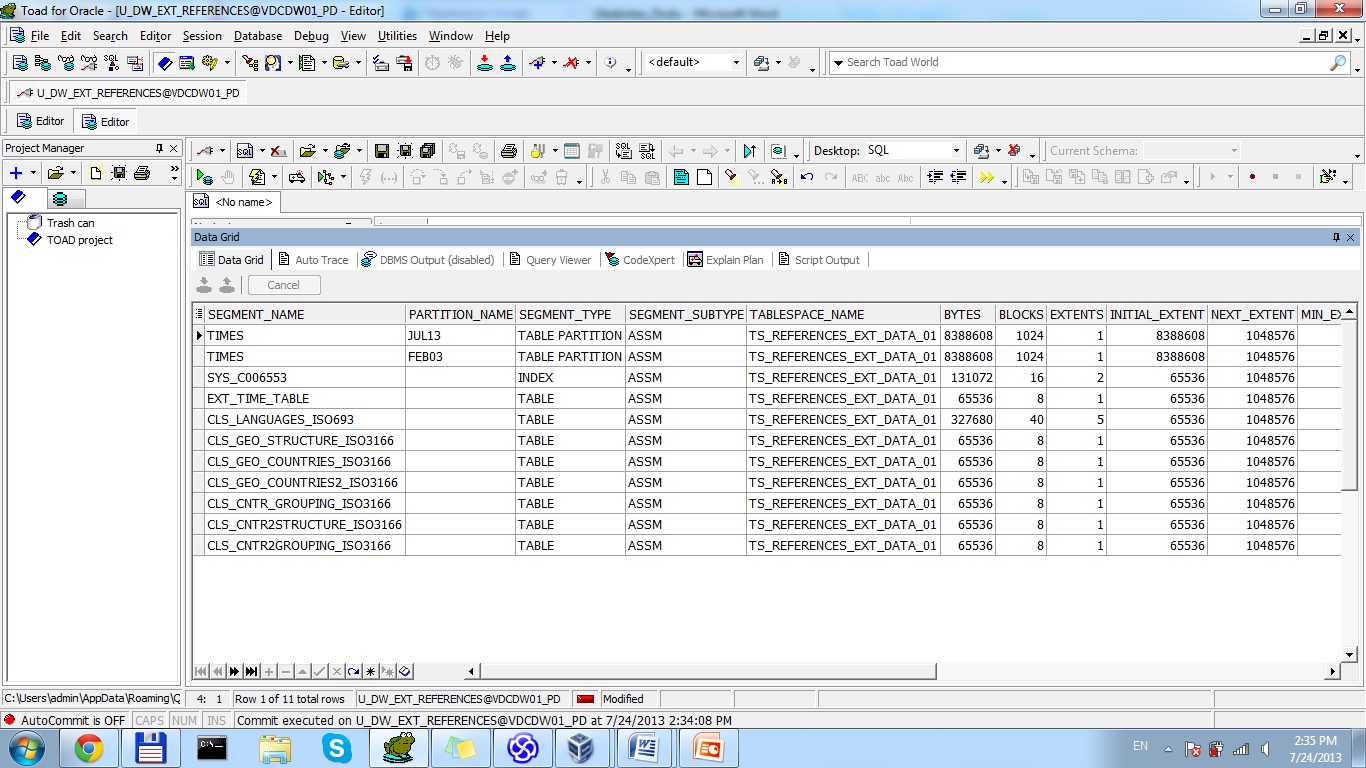 Toad for Oracle - [U_DW_EXT_REFERENCES@VDCDW01_PD - Editor]
File Edit Search Editor Session Database Debug View Utilities Window Help
<default> Search Toad World
U_DW_EXT_REFERENCES@VDCDW01_PD
Editor Editor
Project Manager
Desktop: SQL Current Schema:
<No name>
Trash can
TOAD project
Data Grid
Data Grid Auto Trace DBMS Output (disabled) Query Viewer CodeXpert Explain Plan Script Output
Cancel
SEGMENT_NAME PARTITION_NAME SEGMENT_TYPE SEGMENT_SUBTYPE TABLESPACE_NAME BYTES BLOCKS EXTENTS INITIAL_EXTENT NEXT_EXTENT MIN_EX
TIMES JUL13 TABLE PARTITION ASSM TS_REFERENCES_EXT_DATA_01 8388608 1024 1 8388608 1048576
TIMES FEB03 TABLE PARTITION ASSM TS_REFERENCES_EXT_DATA_01 8388608 1024 1 8388608 1048576
SYS_C006553 INDEX ASSM TS_REFERENCES_EXT_DATA_01 131072 16 2 65536 1048576
EXT_TIME_TABLE TABLE ASSM TS_REFERENCES_EXT_DATA_01 65536 8 1 65536 1048576
CLS_LANGUAGES_ISO693 TABLE ASSM TS_REFERENCES_EXT_DATA_01 327680 40 5 65536 1048576
CLS_GEO_STRUCTURE_ISO3166 TABLE ASSM TS_REFERENCES_EXT_DATA_01 65536 8 1 65536 1048576
CLS_GEO_COUNTRIES_ISO3166 TABLE ASSM TS_REFERENCES_EXT_DATA_01 65536 8 1 65536 1048576
CLS_GEO_COUNTRIES2_ISO3166 TABLE ASSM TS_REFERENCES_EXT_DATA_01 65536 8 1 65536 1048576
CLS_CNTR_GROUPING_ISO3166 TABLE ASSM TS_REFERENCES_EXT_DATA_01 65536 8 1 65536 1048576
CLS_CNTR2STRUCTURE_ISO3166 TABLE ASSM TS_REFERENCES_EXT_DATA_01 65536 8 1 65536 1048576
CLS_CNTR2GROUPING_ISO3166 TABLE ASSM TS_REFERENCES_EXT_DATA_01 65536 8 1 65536 1048576
C:\Users\admin\AppData\Roaming\Q 4: 1 Row 1 of 11 total rows U_DW_EXT_REFERENCES@VDCDW01_PD Modified
AutoCommit is OFF CAPS NUM INS Commit executed on U_DW_EXT_REFERENCES@VDCDW01_PD at 7/24/2013 2:34:08 PM
EN 2:35 PM
7/24/2013